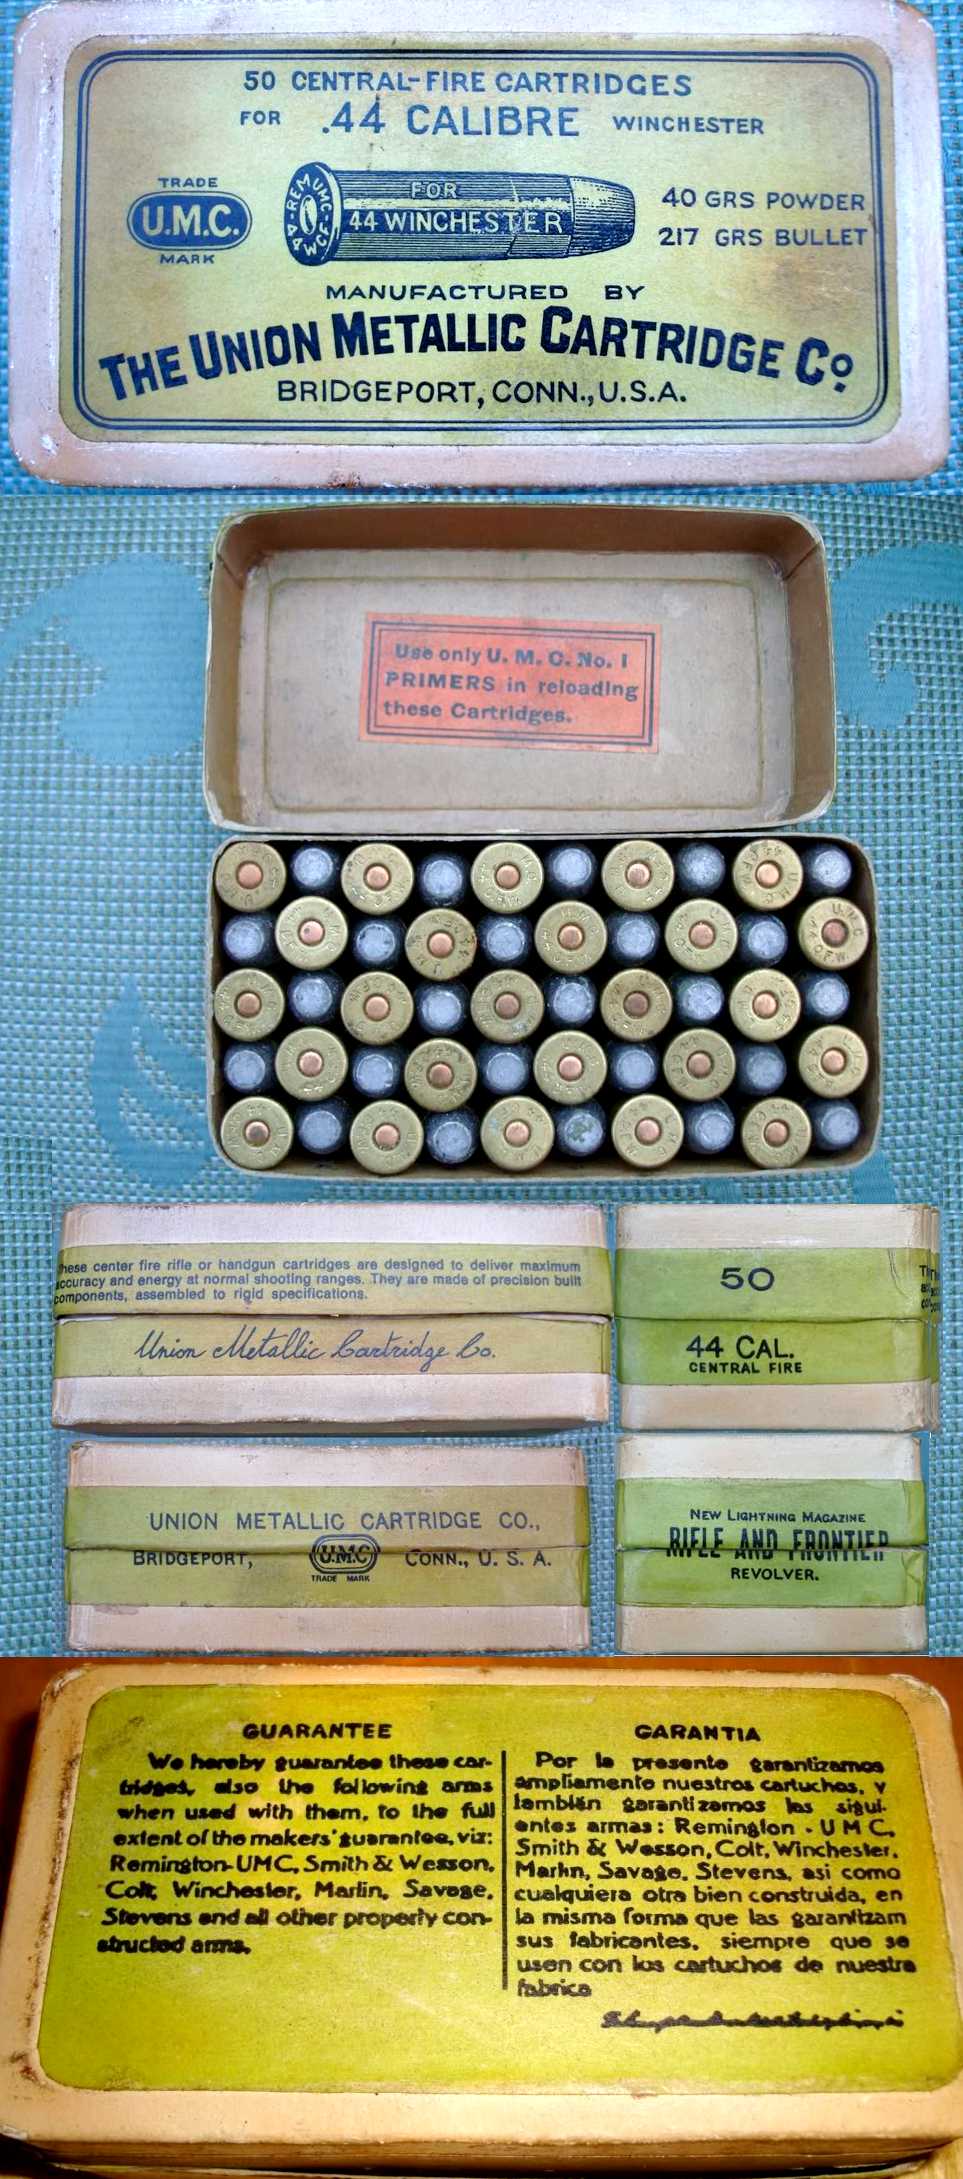 50 CENTRAL-FIRE CARTRIDGES
FOR .44 CALIBRE WINCHESTER
TRADE
U.M.C.
MARK
REM UMC
44 W.C.F.
FOR
44 WINCHESTER
40 GRS POWDER
217 GRS BULLET
MANUFACTURED BY
THE UNION METALLIC CARTRIDGE Co
BRIDGEPORT, CONN., U.S.A.
Use only U. M. C. No. 1
PRIMERS in reloading
these Cartridges.
These center fire rifle or handgun cartridges are designed to deliver maximum
accuracy and energy at normal shooting ranges. They are made of precision built
components, assembled to rigid specifications.
Union Metallic Cartridge Co.
50
44 CAL.
CENTRAL FIRE
UNION METALLIC CARTRIDGE CO.,
BRIDGEPORT, U.M.C. CONN., U. S. A.
TRADE MARK
NEW LIGHTNING MAGAZINE
RIFLE AND FRONTIER
REVOLVER.
GUARANTEE
We hereby guarantee these car-
tridges, also the following arms
when used with them, to the full
extent of the makers' guarantee, viz:
Remington-UMC, Smith & Wesson,
Colt, Winchester, Marlin, Savage,
Stevens and all other properly con-
structed arms.
GARANTIA
Por la presente garantizamos
ampliamente nuestros cartuchos, y
también garantizamos las sigui-
entes armas: Remington - U M C,
Smith & Wesson, Colt, Winchester,
Marlin, Savage, Stevens, asi como
cualquiera otra bien construida, en
la misma forma que las garantizam
sus fabricantes, siempre que se
usen con los cartuchos de nuestra
fabrica